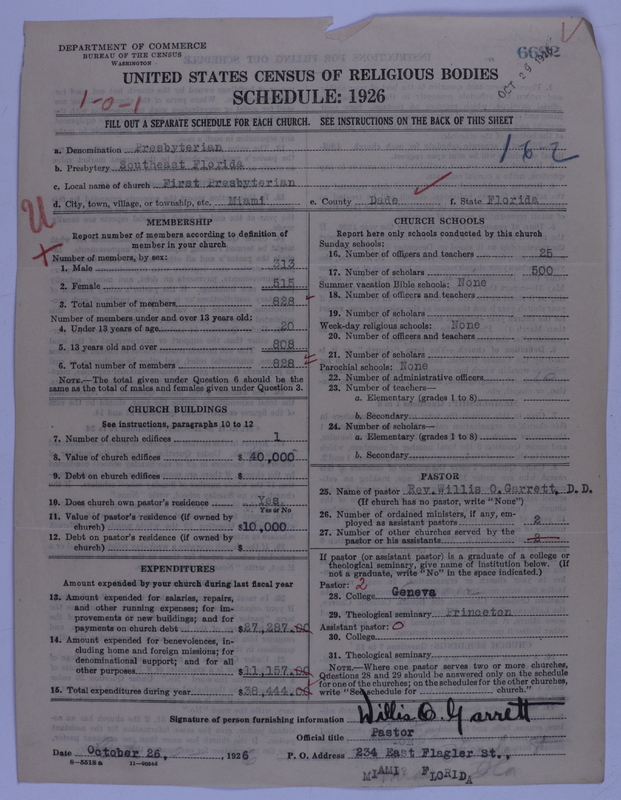 DEPARTMENT OF COMMERCE
BUREAU OF THE CENSUS
WASHINGTON
6632
OCT 29 1926
UNITED STATES CENSUS OF RELIGIOUS BODIES
1-0-1
SCHEDULE: 1926
FILL OUT A SEPARATE SCHEDULE FOR EACH CHURCH. SEE INSTRUCTIONS ON THE BACK OF THIS SHEET
162
a. Denomination Presbyterian
b. Presbytery Southeast Florida
c. Local name of church First Presbyterian
d. City, town, village, or township, etc. Miami e. County Dade f. State Florida
MEMBERSHIP
Report number of members according to definition of
member in your church
Number of members, by sex:
1. Male 313
2. Female 515
3. Total number of members 828
Number of members under and over 13 years old:
4. Under 13 years of age 20
5. 13 years old and over 808
6. Total number of members 828
NOTE.—The total given under Question 6 should be the
same as the total of males and females given under Question 3.
CHURCH BUILDINGS
See instructions, paragraphs 10 to 12
7. Number of church edifices 1
8. Value of church edifices $ 40,000
9. Debt on church edifices $
10. Does church own pastor's residence Yes
Yes or No
11. Value of pastor's residence (if owned by
church) $10,000
12. Debt on pastor's residence (if owned by
church) $
EXPENDITURES
Amount expended by your church during last fiscal year
13. Amount expended for salaries, repairs,
and other running expenses; for im-
provements or new buildings; and for
payments on church debt $27,287.00
14. Amount expended for benevolences, in-
cluding home and foreign missions; for
denominational support; and for all
other purposes $11,157.00
15. Total expenditures during year $38,444.00
CHURCH SCHOOLS
Report here only schools conducted by this church
Sunday schools:
16. Number of officers and teachers 25
17. Number of scholars 500
Summer vacation Bible schools: None
18. Number of officers and teachers
19. Number of scholars
Week-day religious schools: None
20. Number of officers and teachers
21. Number of scholars
Parochial schools: None
22. Number of administrative officers
23. Number of teachers—
a. Elementary (grades 1 to 8)
b. Secondary
24. Number of scholars—
a. Elementary (grades 1 to 8)
b. Secondary
PASTOR
25. Name of pastor Rev. Willis O. Garrett, D.D.
(If church has no pastor, write "None")
26. Number of ordained ministers, if any, em-
ployed as assistant pastors 2
27. Number of other churches served by the
pastor or his assistants 2
If pastor (or assistant pastor) is a graduate of a college or
theological seminary, give name of institution below. (If
not a graduate, write "No" in the space indicated.)
Pastor: 2
28. College Geneva
29. Theological seminary Princeton
Assistant pastor: 0
30. College
31. Theological seminary
NOTE.—Where one pastor serves two or more churches,
Questions 28 and 29 should be answered only on the schedule
for one of the churches; on the schedules for the other churches,
write "See schedule for church."
Signature of person furnishing information Willis O. Garrett
Official title Pastor
Date October 26, 1926 P. O. Address 234 East Flagler St.,
MIAMI FLORIDA